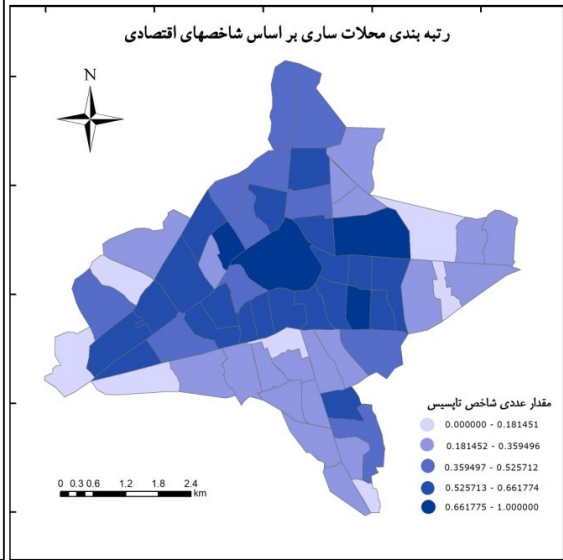 رتبه بندی محلات ساری بر اساس شاخصهای اقتصادی
N
مقدار عددی شاخص تاپسیس
0.000000 - 0.181451
0.181452 - 0.359496
0.359497 - 0.525712
0.525713 - 0.661774
0.661775 - 1.000000
0 0.3 0.6 1.2 1.8 2.4
km